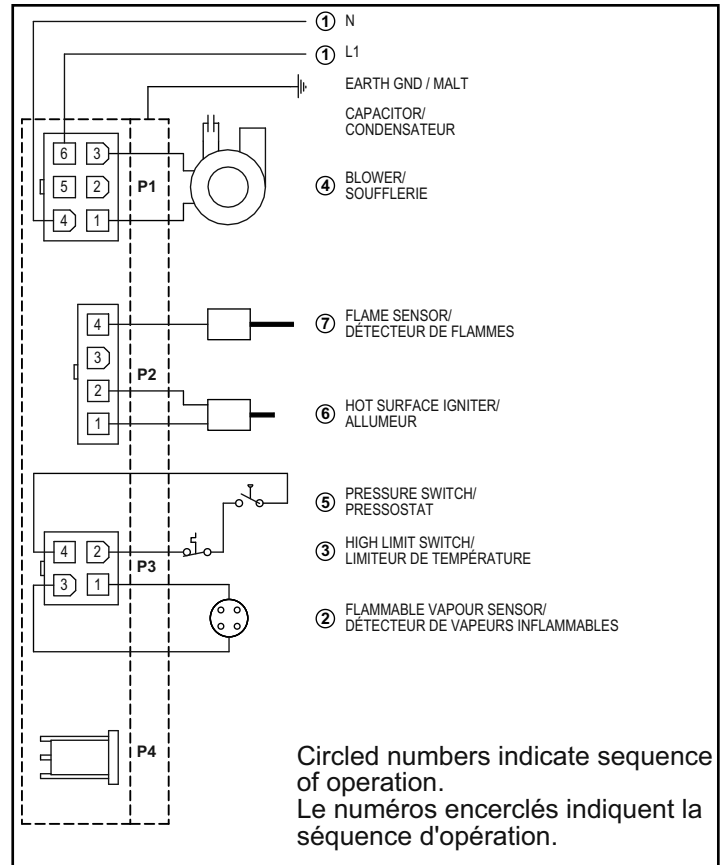 ① N
① L1
EARTH GND / MALT
CAPACITOR/
CONDENSATEUR
6 3
5 2
4 1
P1
④ BLOWER/
SOUFFLERIE
4
3
2
1
P2
⑦ FLAME SENSOR/
DÉTECTEUR DE FLAMMES
⑥ HOT SURFACE IGNITER/
ALLUMEUR
4 2
3 1
P3
⑤ PRESSURE SWITCH/
PRESSOSTAT
③ HIGH LIMIT SWITCH/
LIMITEUR DE TEMPÉRATURE
② FLAMMABLE VAPOUR SENSOR/
DÉTECTEUR DE VAPEURS INFLAMMABLES
P4
Circled numbers indicate sequence
of operation.
Le numéros encerclés indiquent la
séquence d'opération.